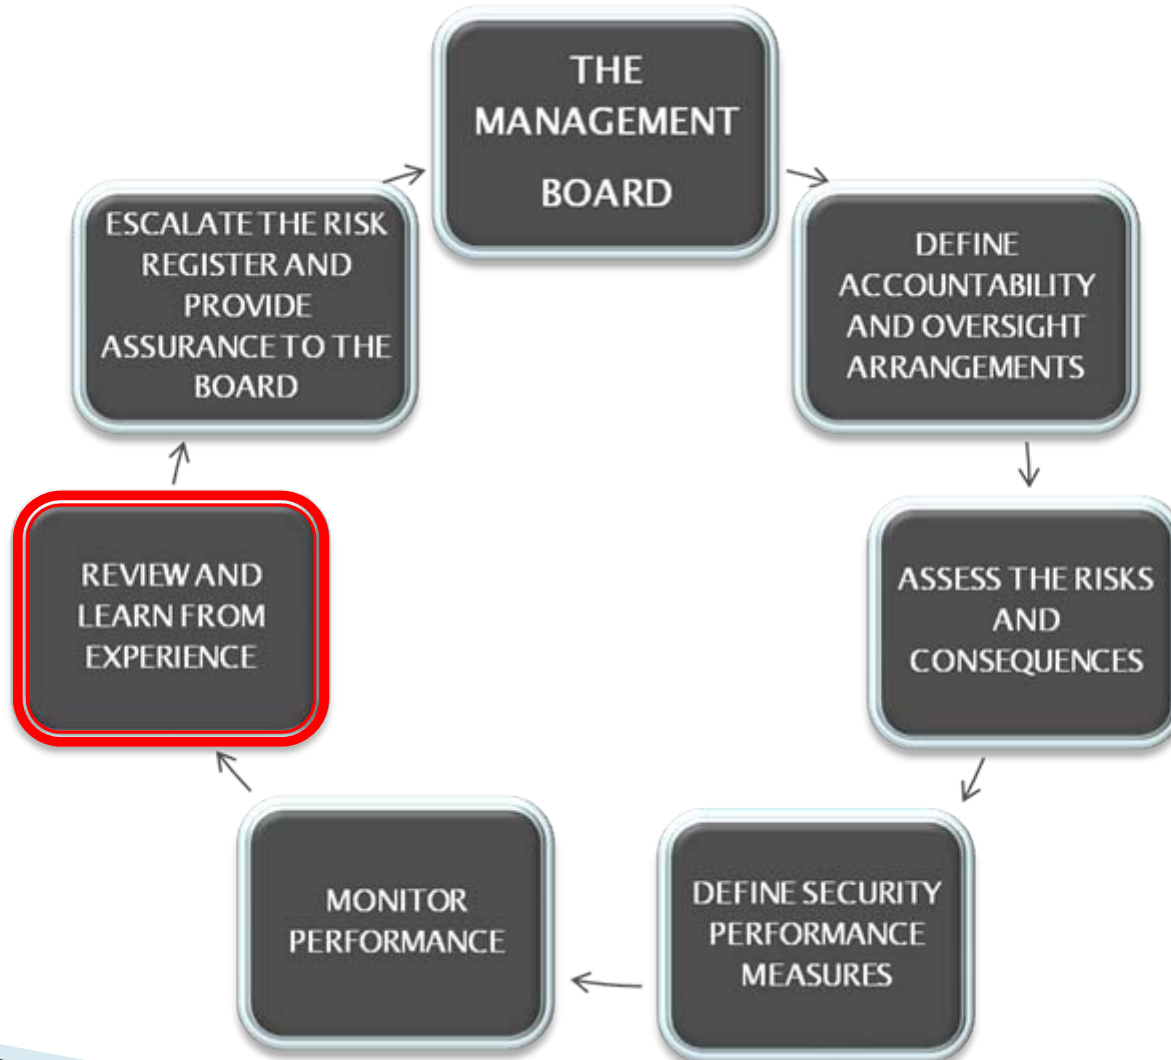 THE
MANAGEMENT
BOARD
DEFINE
ACCOUNTABILITY
AND OVERSIGHT
ARRANGEMENTS
ASSESS THE RISKS
AND
CONSEQUENCES
DEFINE SECURITY
PERFORMANCE
MEASURES
MONITOR
PERFORMANCE
REVIEW AND
LEARN FROM
EXPERIENCE
ESCALATE THE RISK
REGISTER AND
PROVIDE
ASSURANCE TO THE
BOARD